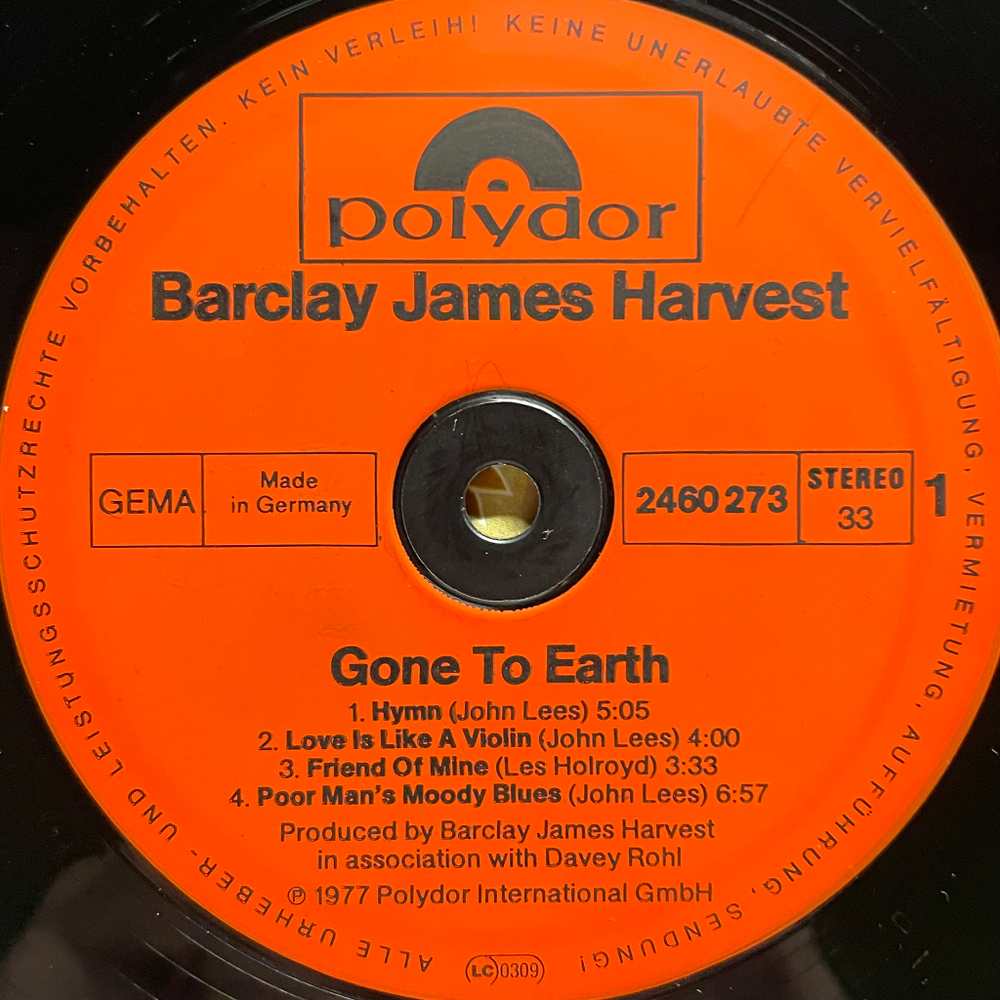 ALLE URHEBER- UND LEISTUNGSSCHUTZRECHTE VORBEHALTEN. KEIN VERLEIH! KEINE UNERLAUBTE VERVIELFÄLTIGUNG, VERMIETUNG, AUFFÜHRUNG, SENDUNG!
polydor
Barclay James Harvest
GEMA
Made
in Germany
2460 273
STEREO
33
1
Gone To Earth
1. Hymn (John Lees) 5:05
2. Love Is Like A Violin (John Lees) 4:00
3. Friend Of Mine (Les Holroyd) 3:33
4. Poor Man's Moody Blues (John Lees) 6:57
Produced by Barclay James Harvest
in association with Davey Rohl
℗ 1977 Polydor International GmbH
LC 0309